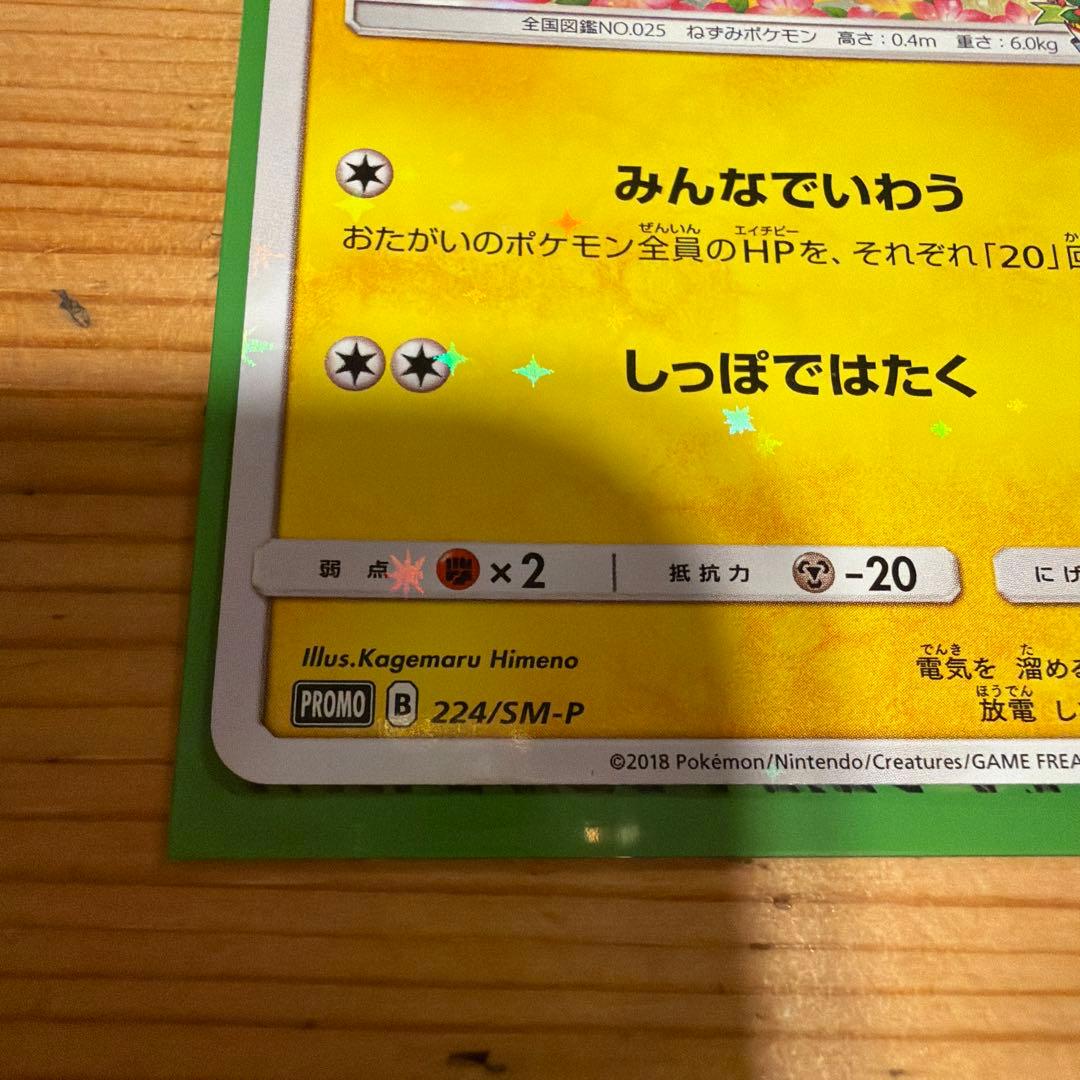 全国図鑑NO.025 ねずみポケモン 高さ:0.4m 重さ:6.0kg
みんなでいわう
ぜんいん エイチピー
おたがいのポケモン全員のHPを、それぞれ「20」
しっぽではたく
弱点 ×2 抵抗力 -20 にげ
Illus.Kagemaru Himeno
でんき た
電気を 溜める
PROMO B 224/SM-P
ほうでん
放電 し
©2018 Pokémon/Nintendo/Creatures/GAME FREA